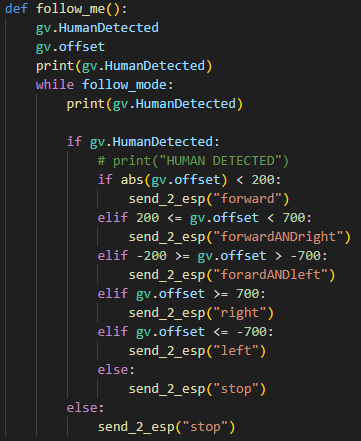 def follow_me():
    gv.HumanDetected
    gv.offset
    print(gv.HumanDetected)
    while follow_mode:
        print(gv.HumanDetected)

        if gv.HumanDetected:
            # print("HUMAN DETECTED")
            if abs(gv.offset) < 200:
                send_2_esp("forward")
            elif 200 <= gv.offset < 700:
                send_2_esp("forwardANDright")
            elif -200 >= gv.offset > -700:
                send_2_esp("forardANDleft")
            elif gv.offset >= 700:
                send_2_esp("right")
            elif gv.offset <= -700:
                send_2_esp("left")
            else:
                send_2_esp("stop")
        else:
            send_2_esp("stop")